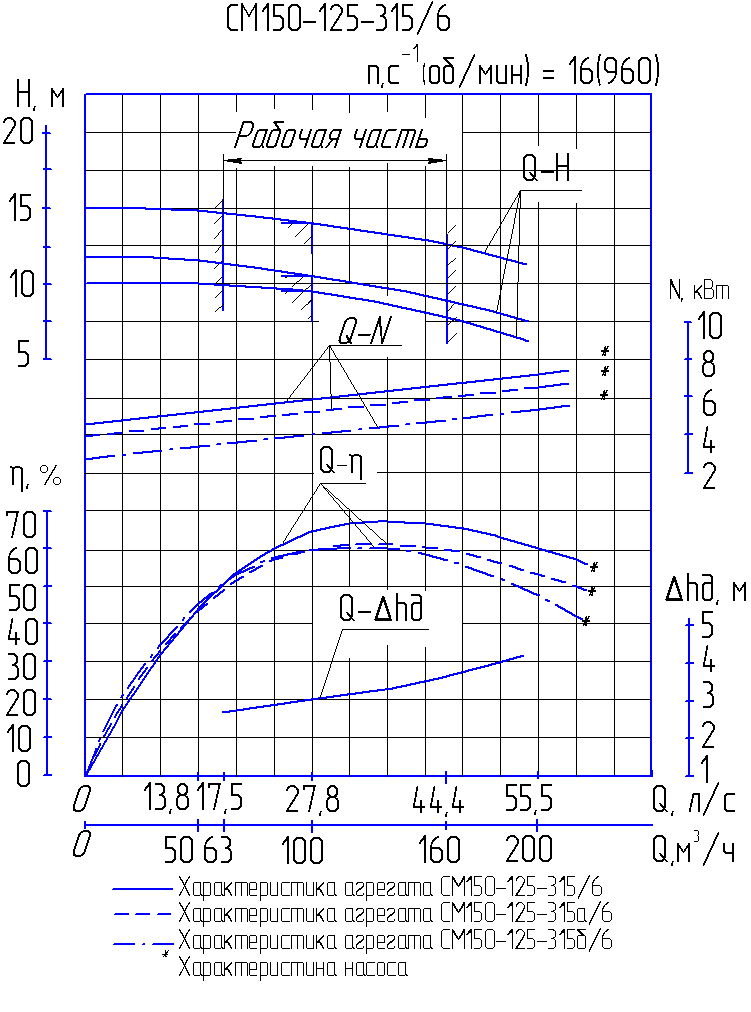 СМ150-125-315/6
n,с⁻¹(об/мин) = 16(960)
H, м
20
Рабочая часть
Q-H
15
10
N, кВт
10
5
Q-N
*
8
*
*
6
4
2
η, %
Q-η
70
60
*
50
*
Δhд, м
40
Q-Δhд
*
5
30
4
20
3
10
2
0
1
0 13,8 17,5 27,8 44,4 55,5 Q, л/с
0 50 63 100 160 200 Q,м³/ч
Характеристика агрегата СМ150-125-315/6
Характеристика агрегата СМ150-125-315а/6
Характеристика агрегата СМ150-125-315б/6
* Характеристина насоса